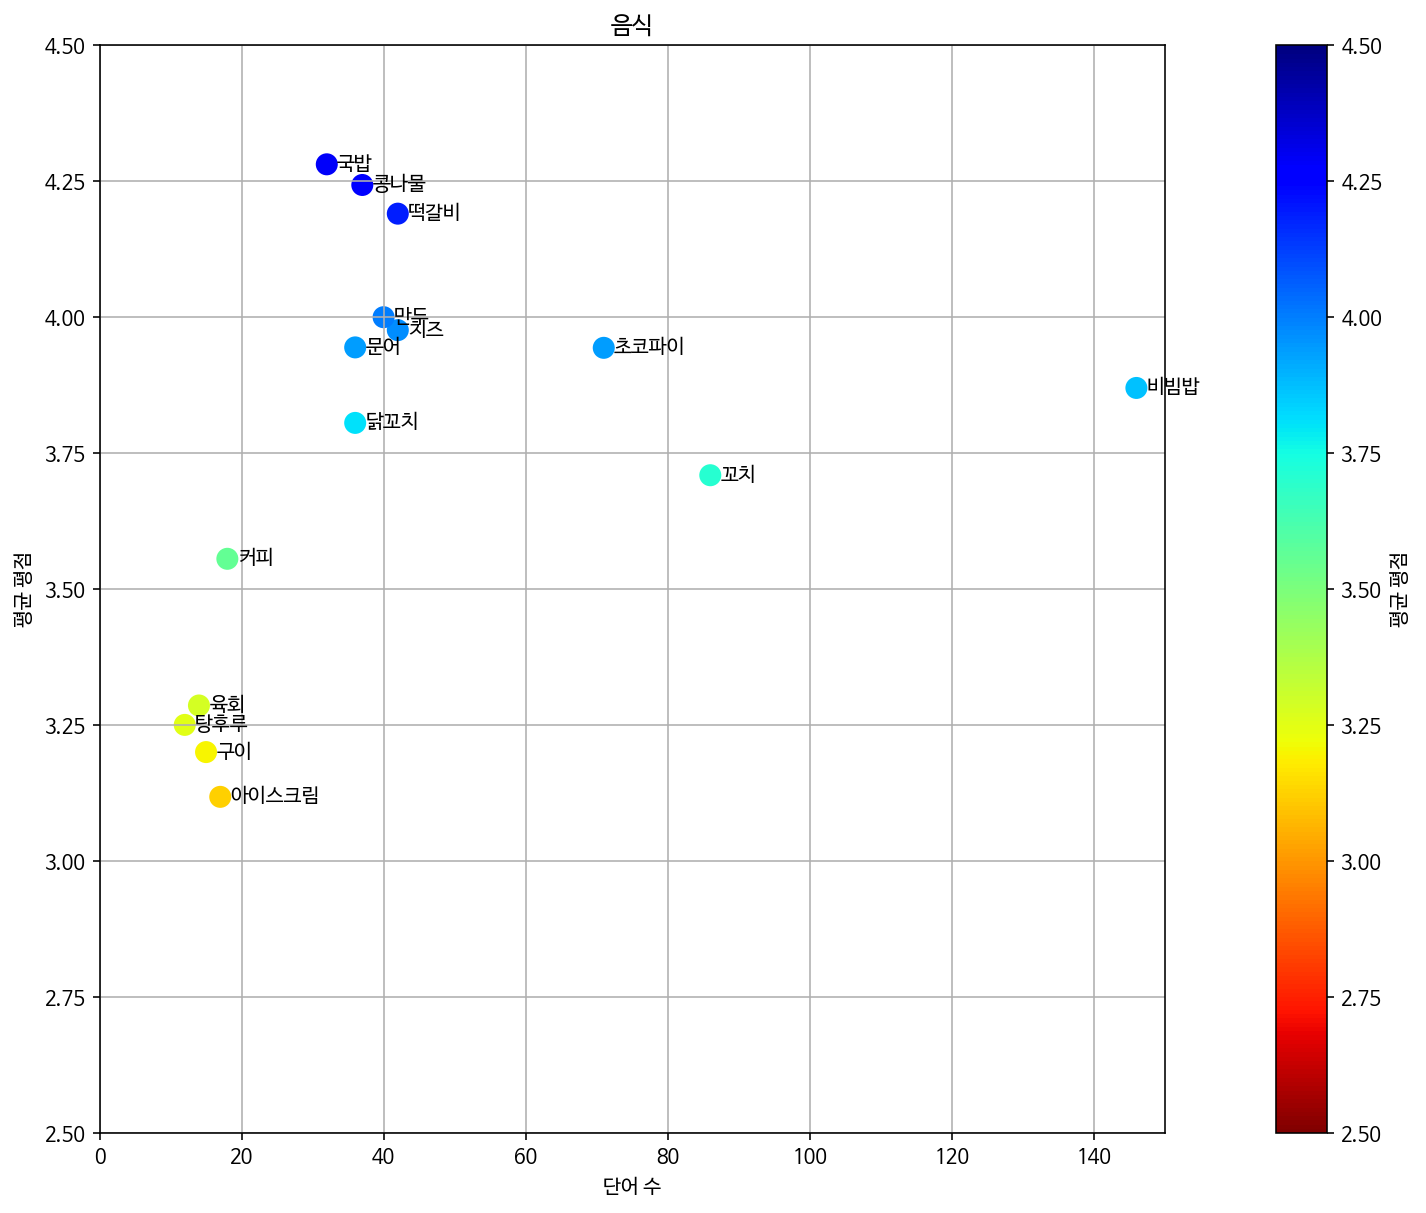 음식
4.50
4.25
4.00
3.75
3.50
3.25
3.00
2.75
2.50
평균 평점
국밥
콩나물
떡갈비
만두
치즈
문어
초코파이
비빔밥
닭꼬치
꼬치
커피
육회
탕후루
구이
아이스크림
0 20 40 60 80 100 120 140
단어 수
4.50
4.25
4.00
3.75
3.50
3.25
3.00
2.75
2.50
평균 평점